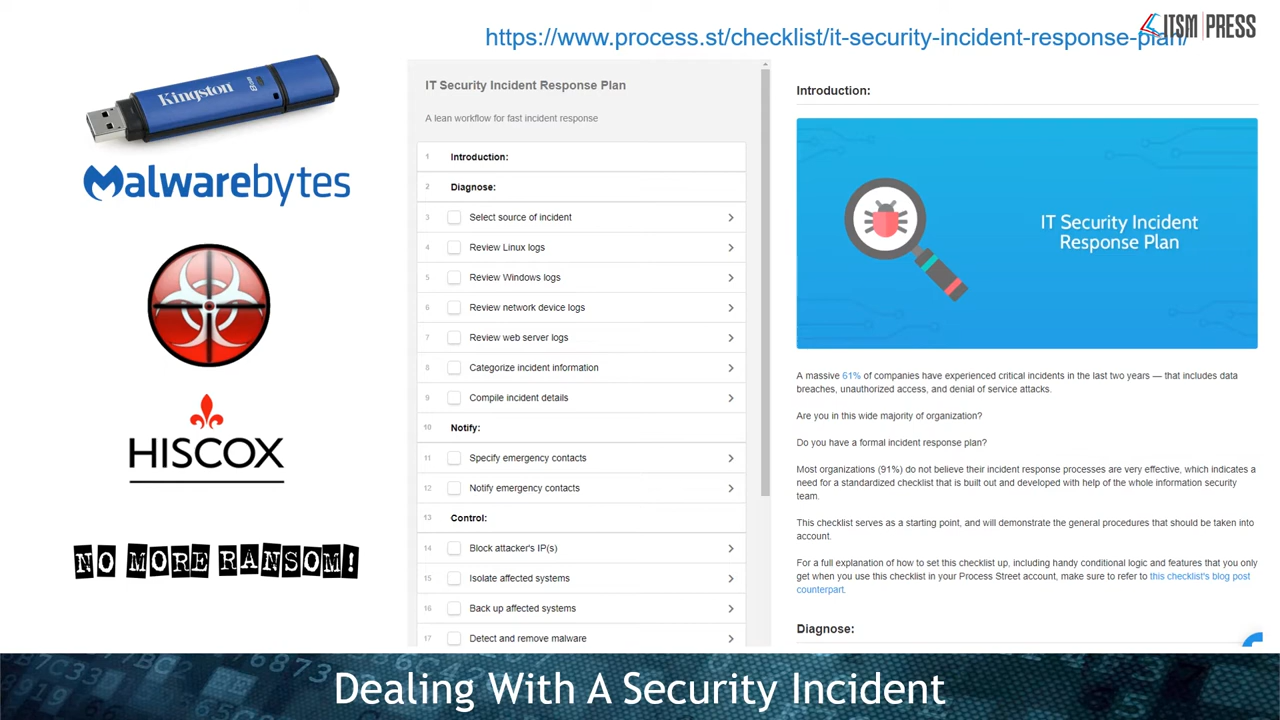 https://www.process.st/checklist/it-security-incident-response-plan/
ITSM PRESS
Kingston
8GB
Malwarebytes
HISCOX
NO MORE RANSOM!
IT Security Incident Response Plan
A lean workflow for fast incident response
1 Introduction:
2 Diagnose:
3 Select source of incident
4 Review Linux logs
5 Review Windows logs
6 Review network device logs
7 Review web server logs
8 Categorize incident information
9 Compile incident details
10 Notify:
11 Specify emergency contacts
12 Notify emergency contacts
13 Control:
14 Block attacker's IP(s)
15 Isolate affected systems
16 Back up affected systems
17 Detect and remove malware
Introduction:
IT Security Incident
Response Plan
A massive 61% of companies have experienced critical incidents in the last two years — that includes data
breaches, unauthorized access, and denial of service attacks.
Are you in this wide majority of organization?
Do you have a formal incident response plan?
Most organizations (91%) do not believe their incident response processes are very effective, which indicates a
need for a standardized checklist that is built out and developed with help of the whole information security
team.
This checklist serves as a starting point, and will demonstrate the general procedures that should be taken into
account.
For a full explanation of how to set this checklist up, including handy conditional logic and features that you only
get when you use this checklist in your Process Street account, make sure to refer to this checklist's blog post
counterpart.
Diagnose:
Dealing With A Security Incident